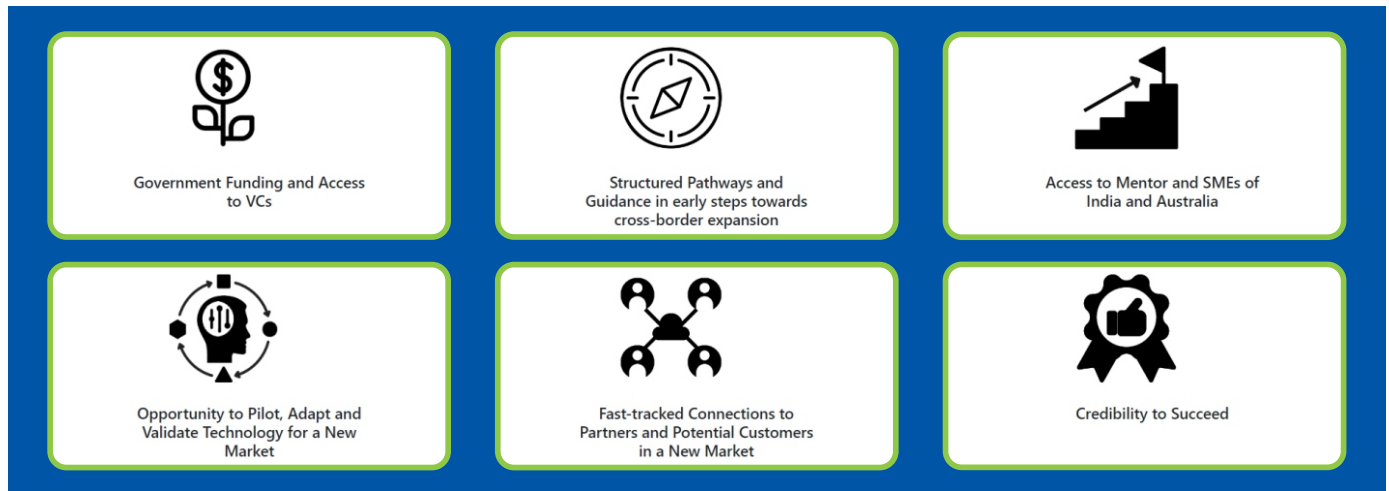 Government Funding and Access
to VCs
Structured Pathways and
Guidance in early steps towards
cross-border expansion
Access to Mentor and SMEs of
India and Australia
Opportunity to Pilot, Adapt and
Validate Technology for a New
Market
Fast-tracked Connections to
Partners and Potential Customers
in a New Market
Credibility to Succeed